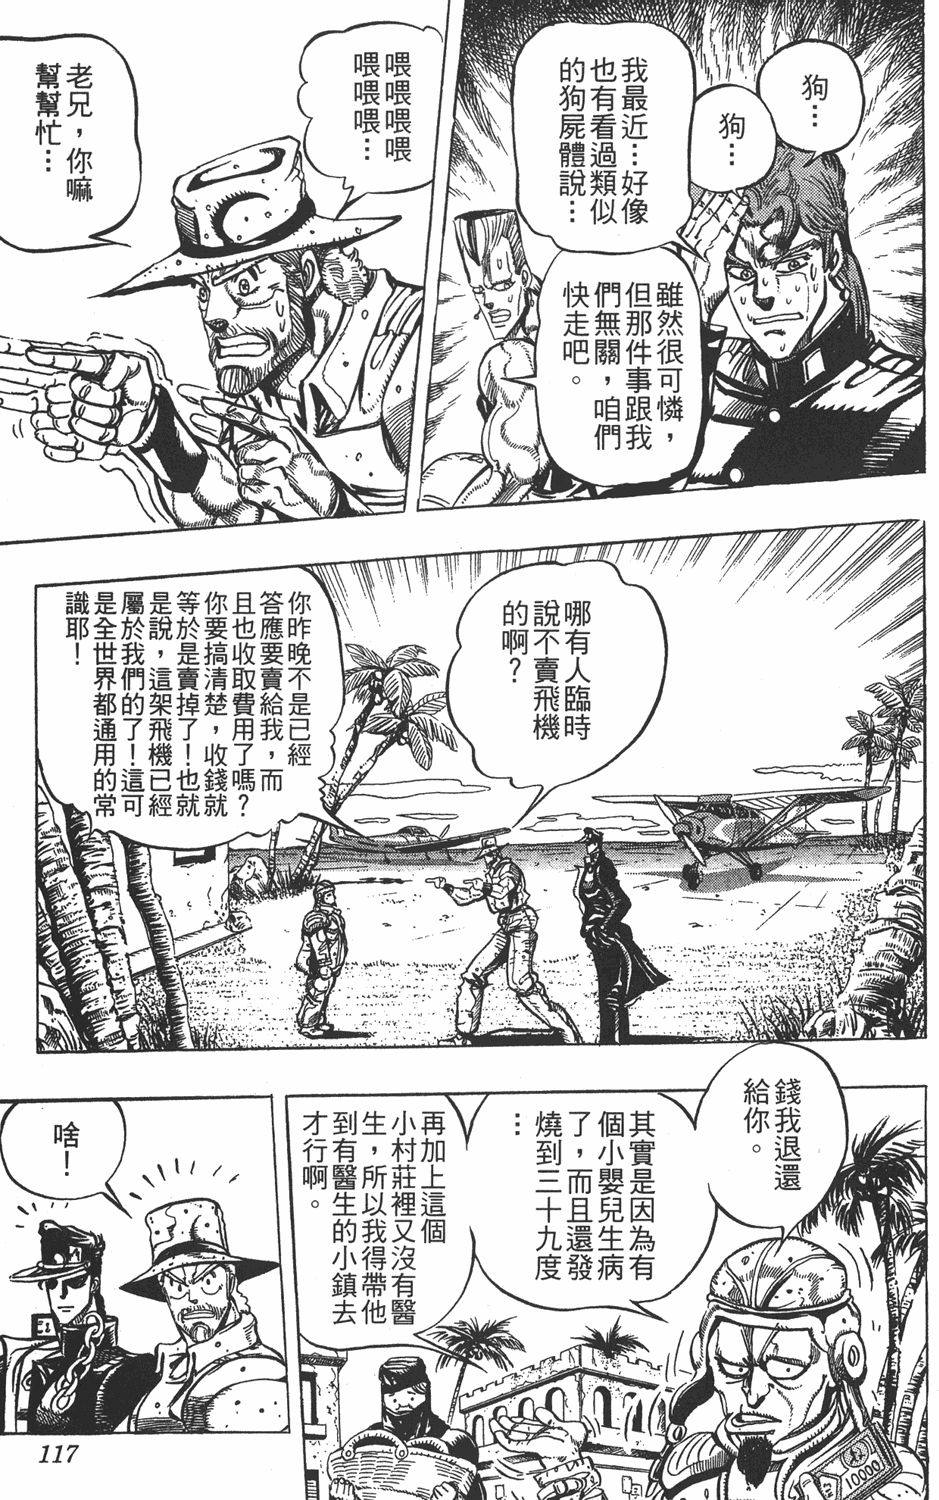 狗…
狗…
我最近…好像
也有看過類似
的狗屍體說…
雖然很可憐，
但那件事跟我
們無關，咱們
快走吧。
喂喂喂喂
喂喂喂…
老兄，你嘛
幫幫忙…
哪有人臨時
說不賣飛機
的啊？
你昨晚不是已經
答應要賣給我，而
且也收取費用了嗎？
你要搞清楚，收錢就
等於是賣掉了！也就
是說，這架飛機已經
屬於我們的了！這可
是全世界都通用的常
識耶！
錢我退還
給你。
其實是因為有
個小嬰兒生病
了，而且還發
燒到三十九度
…
再加上這個
小村莊裡又沒有醫
生，所以我得帶他
到有醫生的小鎮去
才行啊。
10000
啥！
117